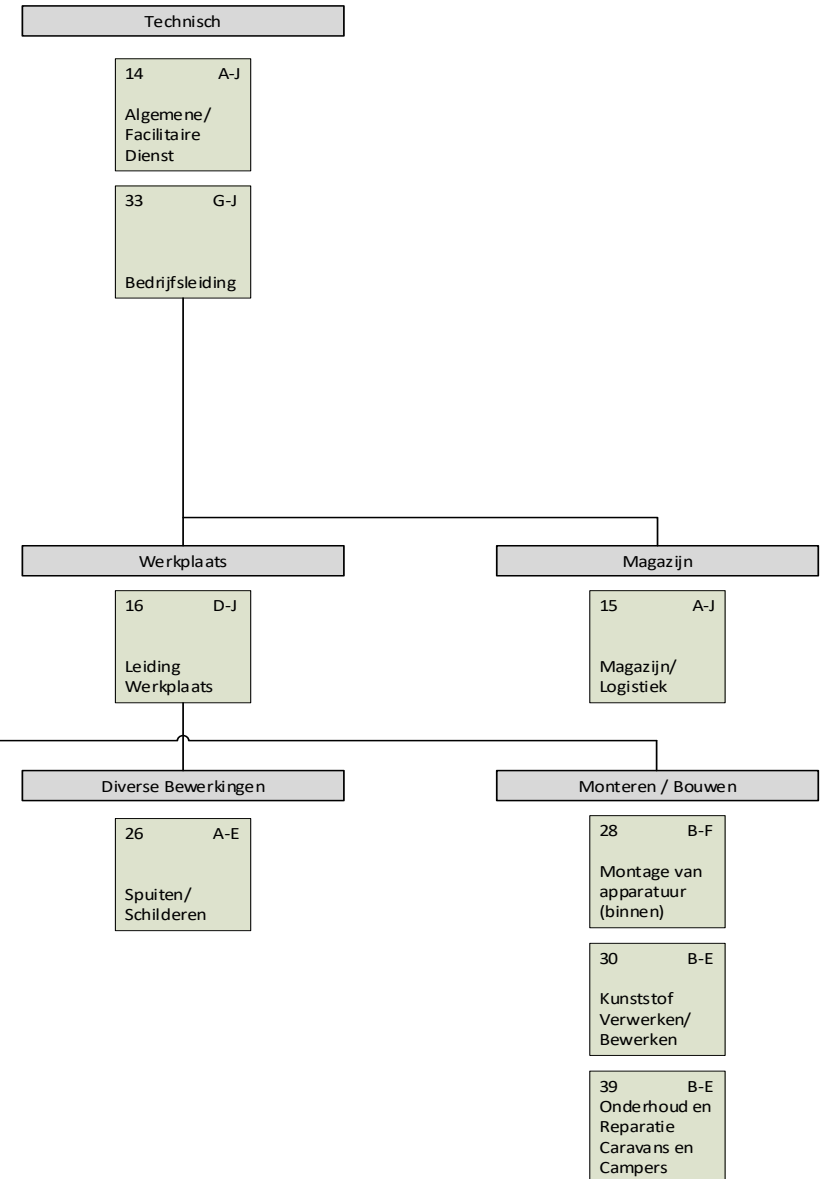 Technisch
14 A-J
Algemene/
Facilitaire
Dienst
33 G-J
Bedrijfsleiding
Werkplaats
Magazijn
16 D-J
Leiding
Werkplaats
15 A-J
Magazijn/
Logistiek
Diverse Bewerkingen
Monteren / Bouwen
26 A-E
Spuiten/
Schilderen
28 B-F
Montage van
apparatuur
(binnen)
30 B-E
Kunststof
Verwerken/
Bewerken
39 B-E
Onderhoud en
Reparatie
Caravans en
Campers